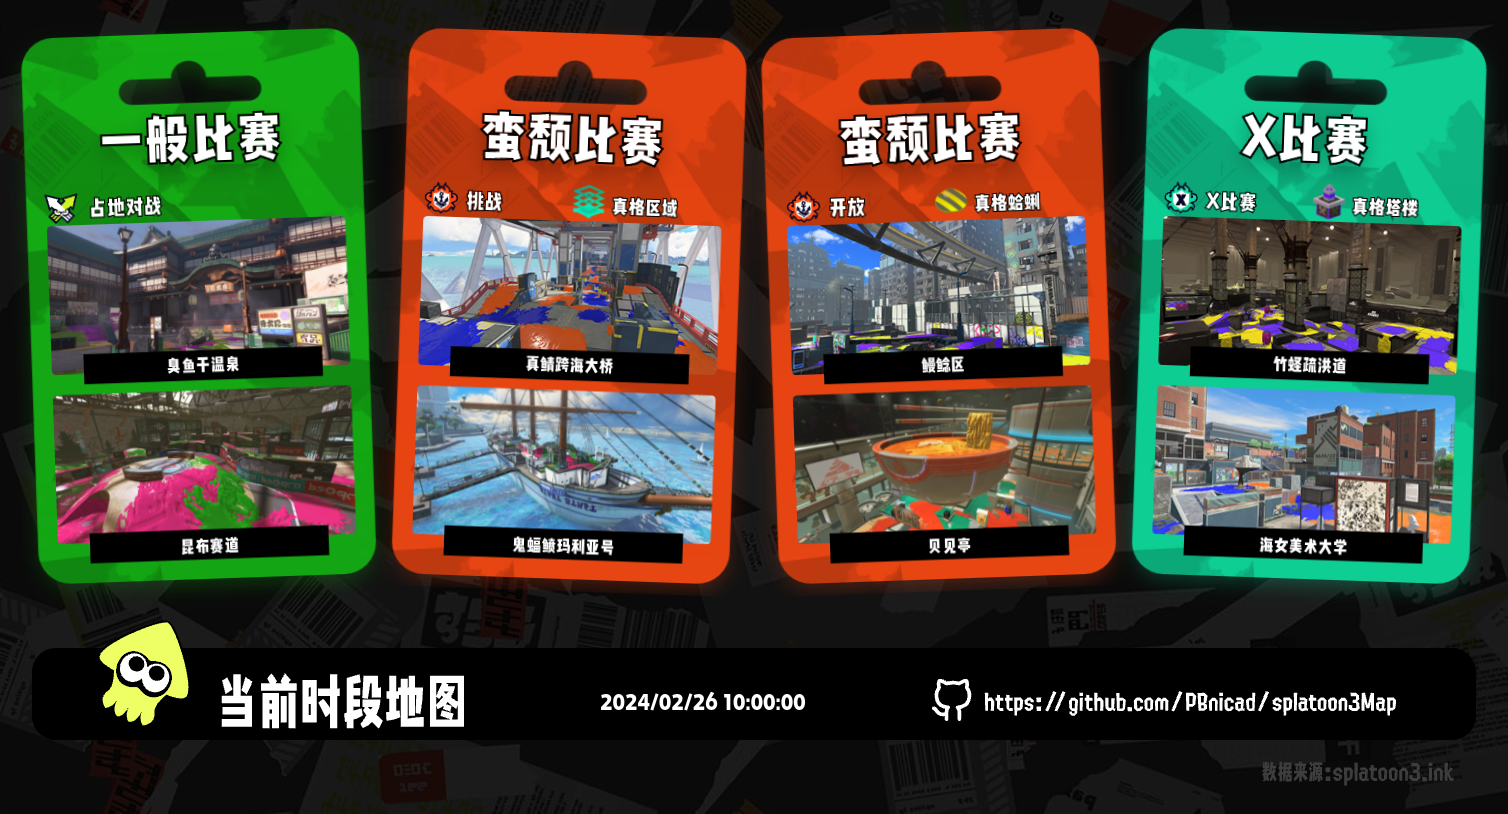 一般比赛
占地对战
臭鱼干温泉
昆布赛道
蛮颓比赛
挑战
真格区域
真鲭跨海大桥
鬼蝠鲼玛利亚号
蛮颓比赛
开放
真格蛤蜊
鳗鲶区
贝见亭
X比赛
X比赛
真格塔楼
竹蛏疏洪道
海女美术大学
当前时段地图
2024/02/26 10:00:00
https://github.com/PBnicad/splatoon3Map
数据来源:splatoon3.ink